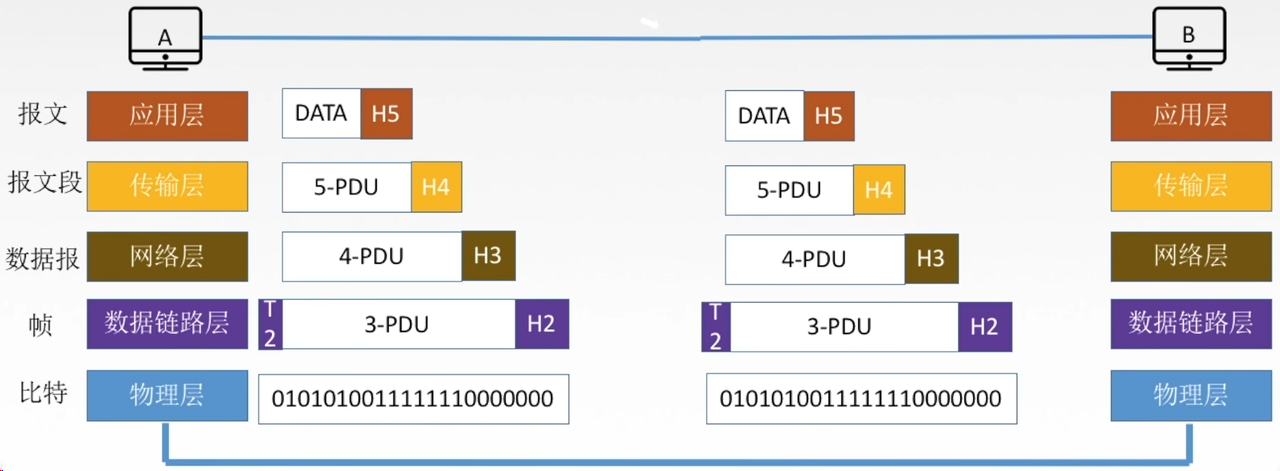 A B
报文 应用层 DATA H5 DATA H5 应用层
报文段 传输层 5-PDU H4 5-PDU H4 传输层
数据报 网络层 4-PDU H3 4-PDU H3 网络层
帧 数据链路层 T2 3-PDU H2 T2 3-PDU H2 数据链路层
比特 物理层 0101010011111110000000 0101010011111110000000 物理层